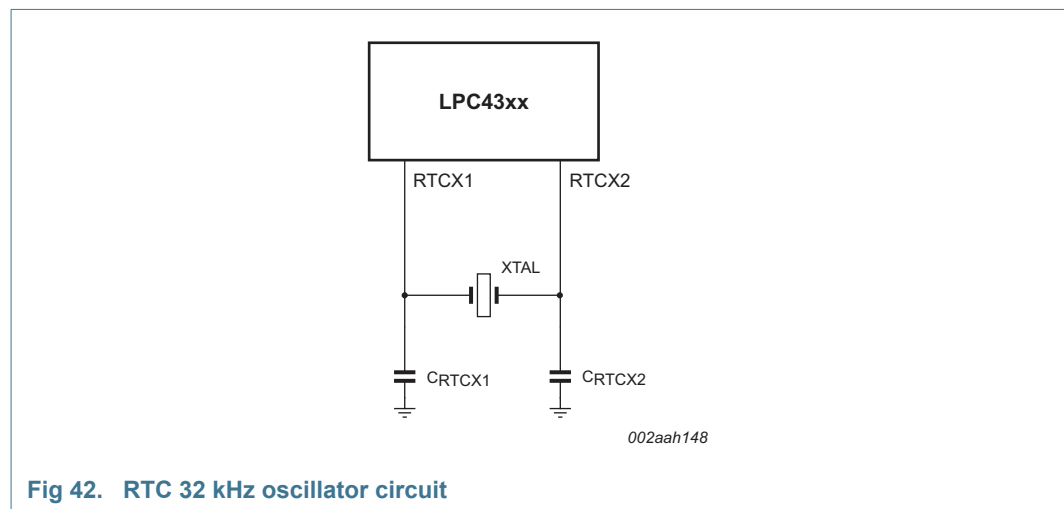 LPC43xx
RTCX1 RTCX2
XTAL
CRTCX1 CRTCX2
002aah148
Fig 42. RTC 32 kHz oscillator circuit